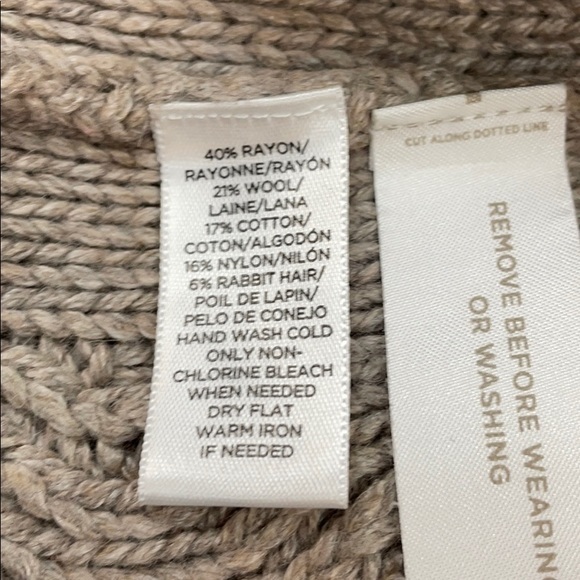 40% RAYON/
RAYONNE/RAYÓN
21% WOOL/
LAINE/LANA
17% COTTON/
COTON/ALGODÓN
16% NYLON/NILÓN
6% RABBIT HAIR/
POIL DE LAPIN/
PELO DE CONEJO
HAND WASH COLD
ONLY NON-
CHLORINE BLEACH
WHEN NEEDED
DRY FLAT
WARM IRON
IF NEEDED
CUT ALONG DOTTED LINE
REMOVE BEFORE WEARING
OR WASHING